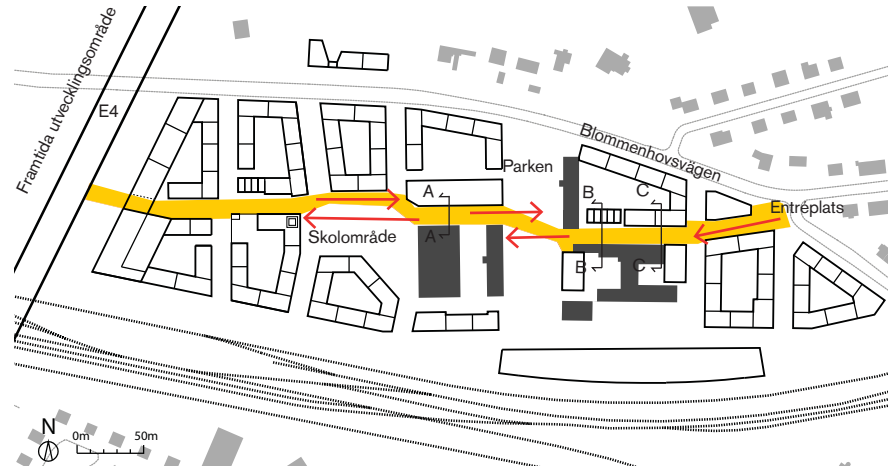 Framtida utvecklingsområde
E4
Blommenhovsvägen
Parken
A
B
C
Entréplats
A
Skolområde
B
C
N
0m
50m